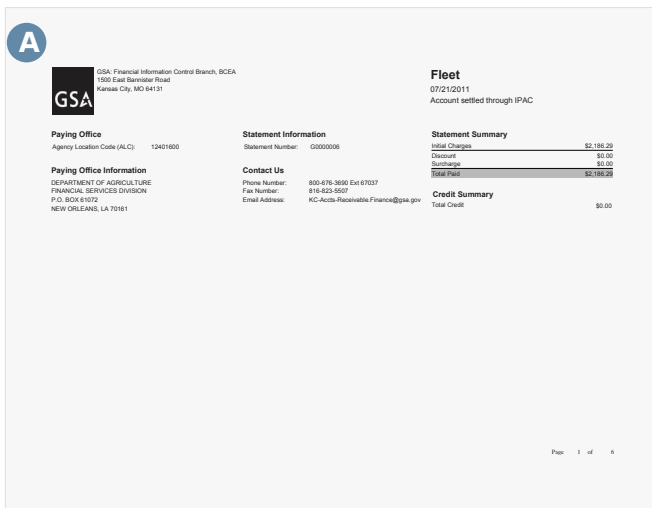 A
GSA
GSA: Financial Information Control Branch, BCEA
1500 East Bannister Road
Kansas City, MO 64131
Fleet
07/21/2011
Account settled through IPAC
Paying Office
Agency Location Code (ALC): 12401600
Statement Information
Statement Number: G0000006
Statement Summary
Initial Charges $2,186.29
Discount $0.00
Surcharge $0.00
Total Paid $2,186.29
Paying Office Information
DEPARTMENT OF AGRICULTURE
FINANCIAL SERVICES DIVISION
P.O. BOX 61072
NEW ORLEANS, LA 70161
Contact Us
Phone Number: 800-676-3690 Ext 67037
Fax Number: 816-823-5507
Email Address: KC-Accts-Receivable.Finance@gsa.gov
Credit Summary
Total Credit $0.00
Page 1 of 6